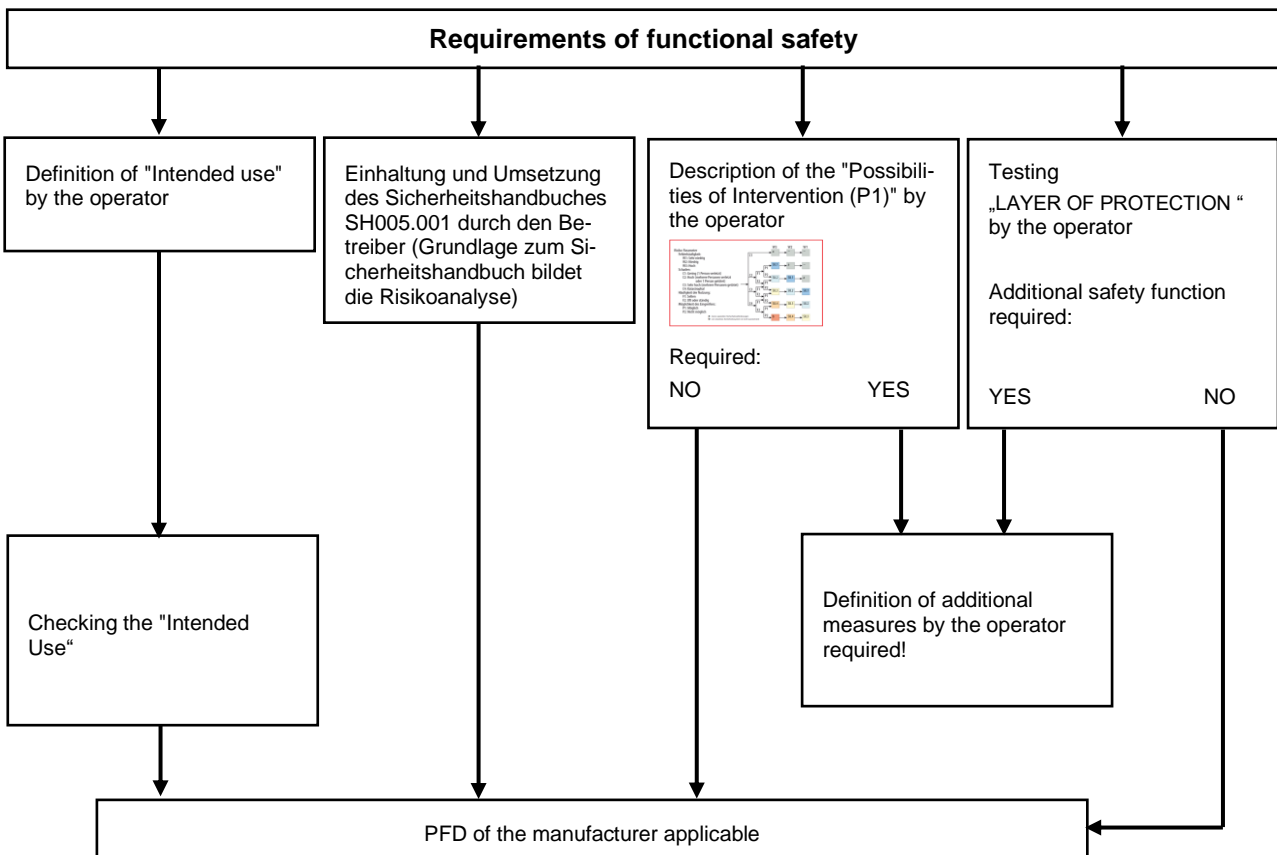 Requirements of functional safety
Definition of "Intended use"
by the operator
Einhaltung und Umsetzung
des Sicherheitshandbuches
SH005.001 durch den Be-
treiber (Grundlage zum Si-
cherheitshandbuch bildet
die Risikoanalyse)
Description of the "Possibili-
ties of Intervention (P1)" by
the operator
Required:
NO YES
Testing
„LAYER OF PROTECTION “
by the operator
Additional safety function
required:
YES NO
Checking the "Intended
Use“
Definition of additional
measures by the operator
required!
PFD of the manufacturer applicable